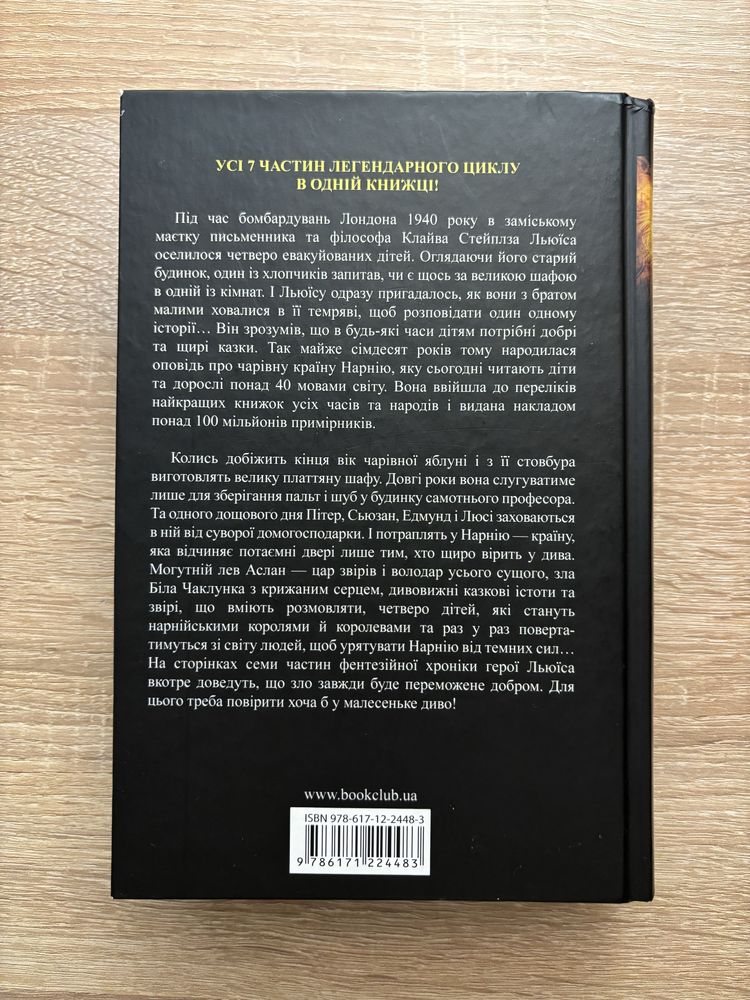 УСІ 7 ЧАСТИН ЛЕГЕНДАРНОГО ЦИКЛУ
В ОДНІЙ КНИЖЦІ!
Під час бомбардувань Лондона 1940 року в заміському
маєтку письменника та філософа Клайва Стейплза Льюїса
оселилося четверо евакуйованих дітей. Оглядаючи його старий
будинок, один із хлопчиків запитав, чи є щось за великою шафою
в одній із кімнат. І Льюїсу одразу пригадалось, як вони з братом
малими ховалися в її темряві, щоб розповідати один одному
історії… Він зрозумів, що в будь-які часи дітям потрібні добрі
та щирі казки. Так майже сімдесят років тому народилася
оповідь про чарівну країну Нарнію, яку сьогодні читають діти
та дорослі понад 40 мовами світу. Вона ввійшла до переліків
найкращих книжок усіх часів та народів і видана накладом
понад 100 мільйонів примірників.
Колись добіжить кінця вік чарівної яблуні і з її стовбура
виготовлять велику платтяну шафу. Довгі роки вона слугуватиме
лише для зберігання пальт і шуб у будинку самотнього професора.
Та одного дощового дня Пітер, Сьюзан, Едмунд і Люсі заховаються
в ній від суворої домогосподарки. І потраплять у Нарнію — країну,
яка відчиняє потаємні двері лише тим, хто щиро вірить у дива.
Могутній лев Аслан — цар звірів і володар усього сущого, зла
Біла Чаклунка з крижаним серцем, дивовижні казкові істоти та
звірі, що вміють розмовляти, четверо дітей, які стануть
нарнійськими королями й королевами та раз у раз поверта-
тимуться зі світу людей, щоб урятувати Нарнію від темних сил…
На сторінках семи частин фентезійної хроніки герої Льюїса
вкотре доведуть, що зло завжди буде переможене добром. Для
цього треба повірити хоча б у малесеньке диво!
www.bookclub.ua
ISBN 978-617-12-2448-3
9 786171 224483